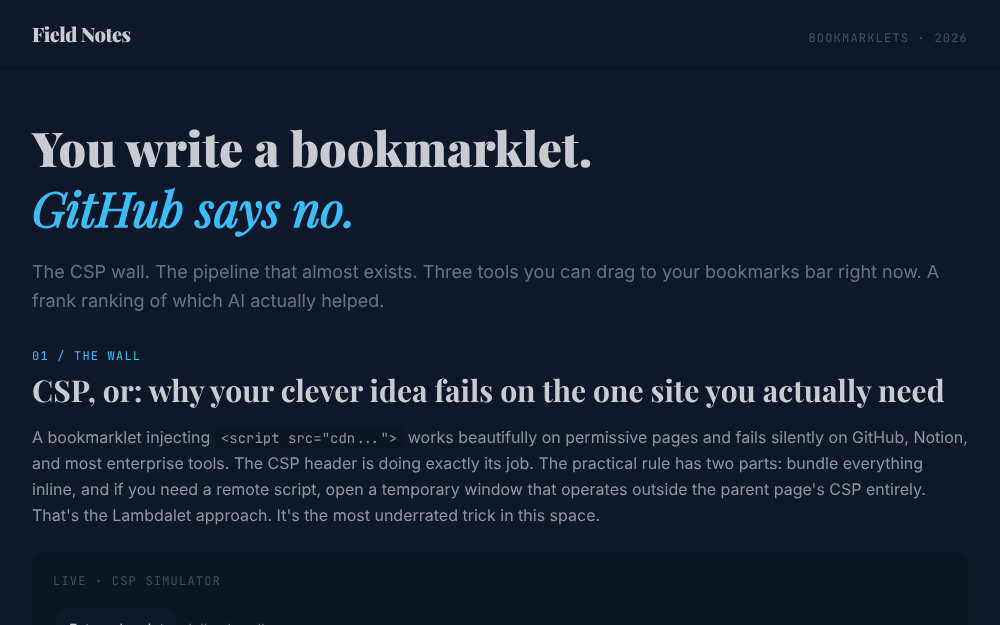 Field Notes
BOOKMARKLETS · 2026
You write a bookmarklet.
GitHub says no.
The CSP wall. The pipeline that almost exists. Three tools you can drag to your bookmarks bar right now. A
frank ranking of which AI actually helped.
01 / THE WALL
CSP, or: why your clever idea fails on the one site you actually need
A bookmarklet injecting <script src="cdn..."> works beautifully on permissive pages and fails silently on GitHub, Notion,
and most enterprise tools. The CSP header is doing exactly its job. The practical rule has two parts: bundle everything
inline, and if you need a remote script, open a temporary window that operates outside the parent page's CSP entirely.
That's the Lambdalet approach. It's the most underrated trick in this space.
LIVE · CSP SIMULATOR